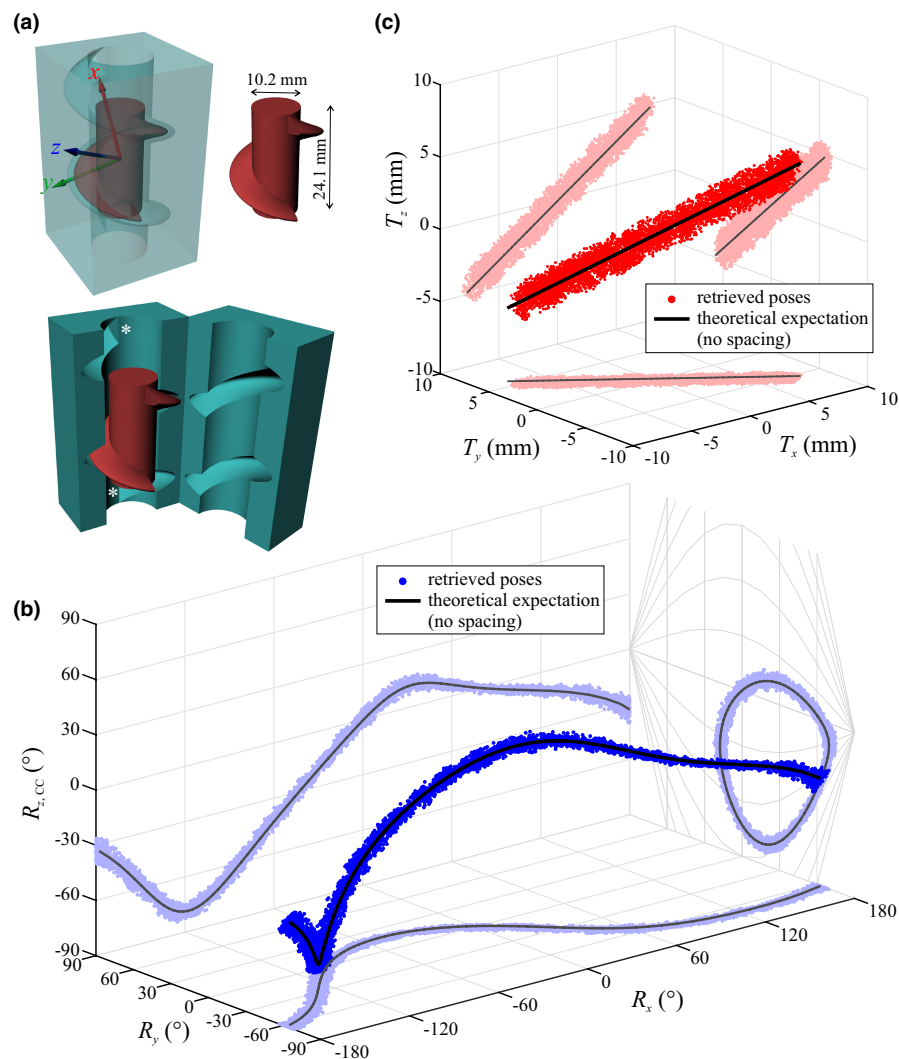 (a)
x
z
y
10.2 mm
24.1 mm
*
*
(c)
10
5
0
-5
-10
T_z (mm)
10
5
0
-5
-10
T_y (mm)
-10
-5
0
5
10
T_x (mm)
retrieved poses
theoretical expectation
(no spacing)
(b)
retrieved poses
theoretical expectation
(no spacing)
90
60
30
0
-30
-60
-90
R_z, CC (°)
90
60
30
0
-30
-60
-90
R_y (°)
-180
-120
-60
0
60
120
180
R_x (°)